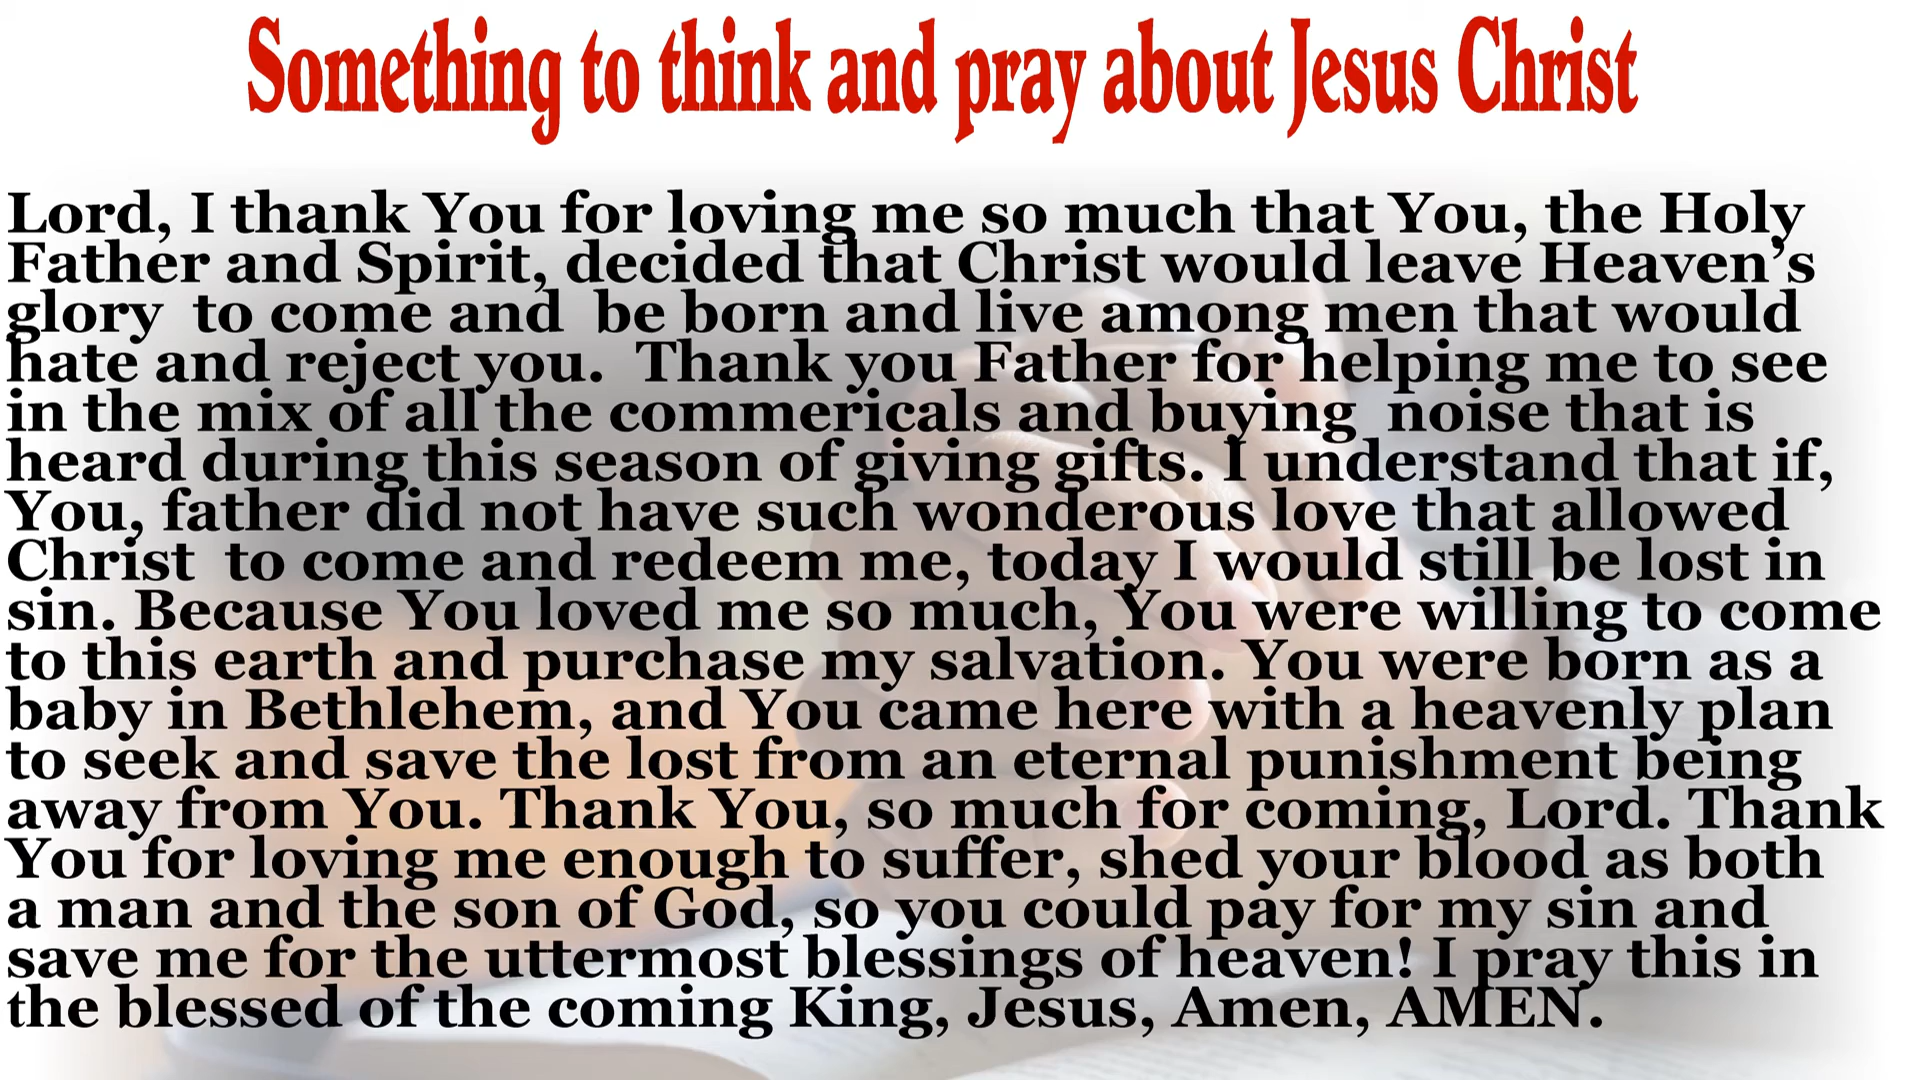 Something to think and pray about Jesus Christ
Lord, I thank You for loving me so much that You, the Holy
Father and Spirit, decided that Christ would leave Heaven’s
glory  to come and  be born and live among men that would
hate and reject you.  Thank you Father for helping me to see
in the mix of all the commericals and buying  noise that is
heard during this season of giving gifts. I understand that if,
You, father did not have such wonderous love that allowed
Christ  to come and redeem me, today I would still be lost in
sin. Because You loved me so much, You were willing to come
to this earth and purchase my salvation. You were born as a
baby in Bethlehem, and You came here with a heavenly plan
to seek and save the lost from an eternal punishment being
away from You. Thank You, so much for coming, Lord. Thank
You for loving me enough to suffer, shed your blood as both
a man and the son of God, so you could pay for my sin and
save me for the uttermost blessings of heaven! I pray this in
the blessed of the coming King, Jesus, Amen, AMEN.